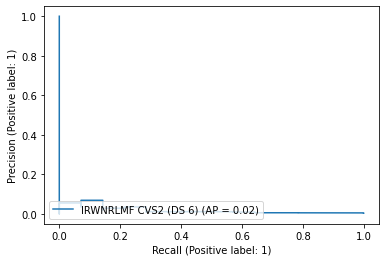 1.0
0.8
0.6
0.4
0.2
0.0
Precision (Positive label: 1)
IRWNRLMF CVS2 (DS 6) (AP = 0.02)
0.0 0.2 0.4 0.6 0.8 1.0
Recall (Positive label: 1)